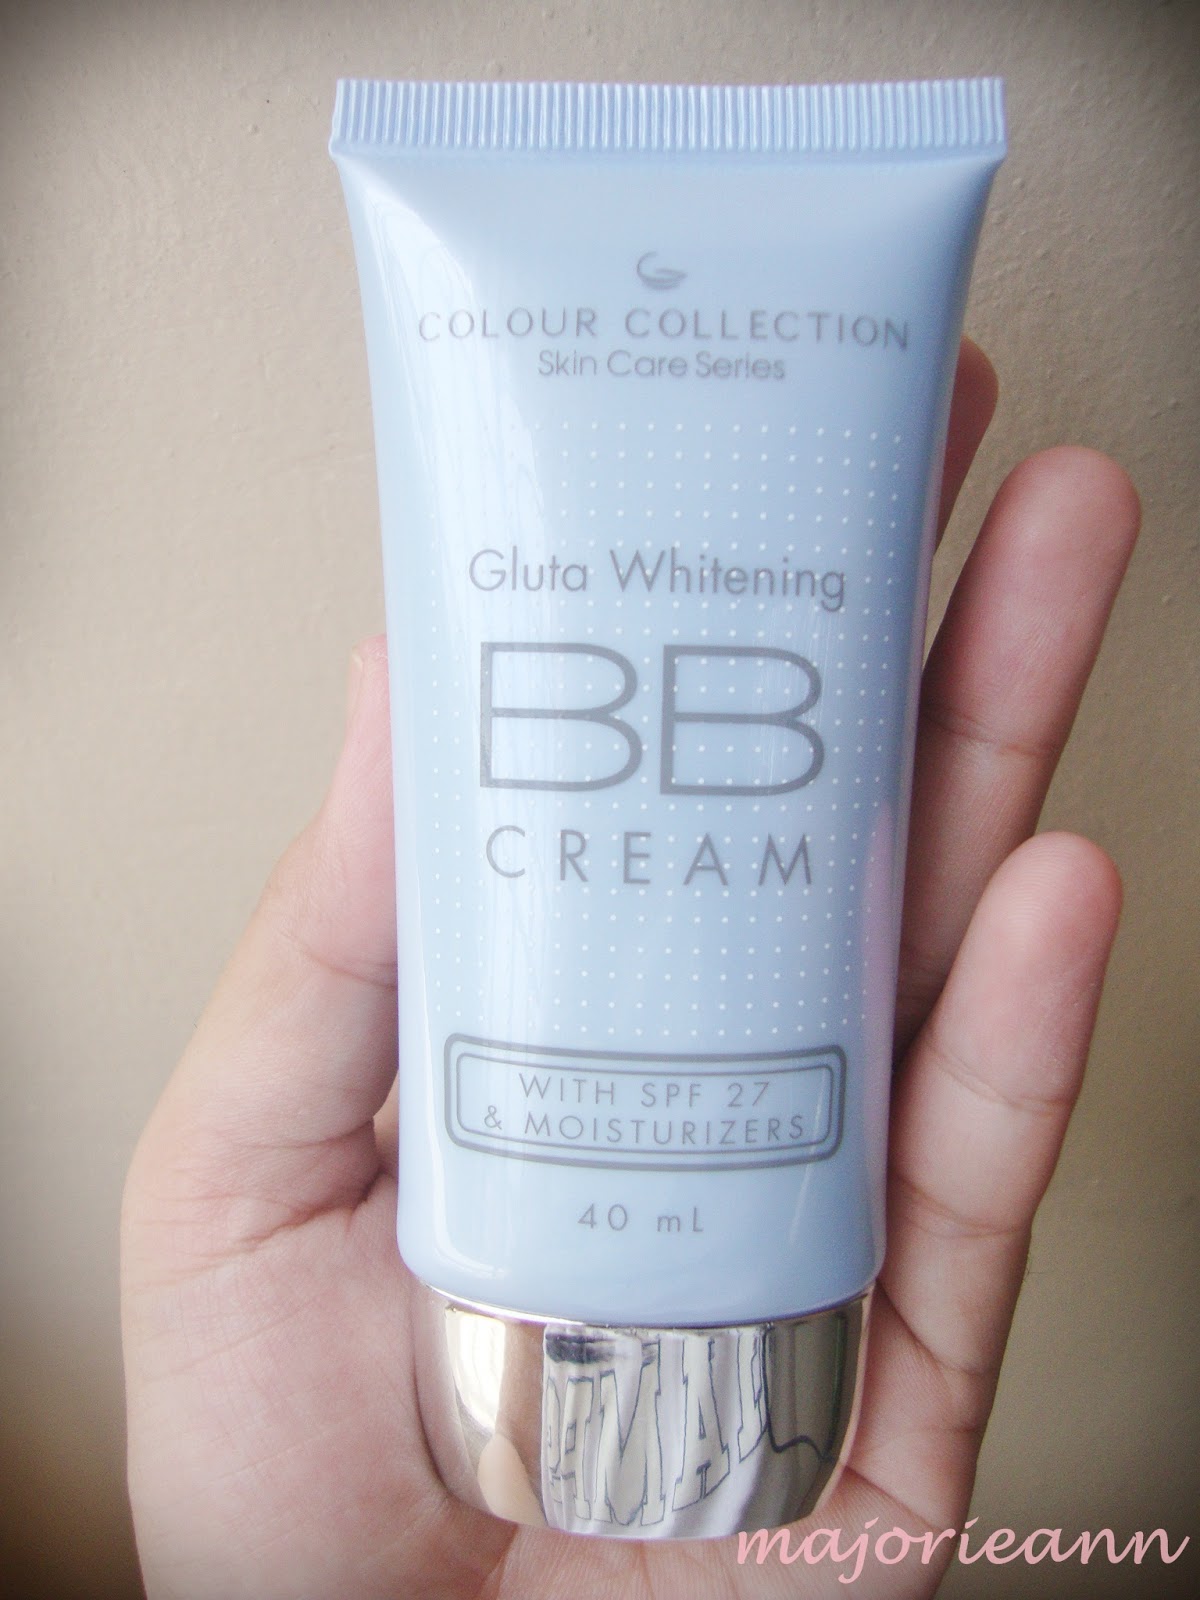 COLOUR COLLECTION
Skin Care Series
Gluta Whitening
BB
CREAM
WITH SPF 27
& MOISTURIZERS
40 mL
majorieann